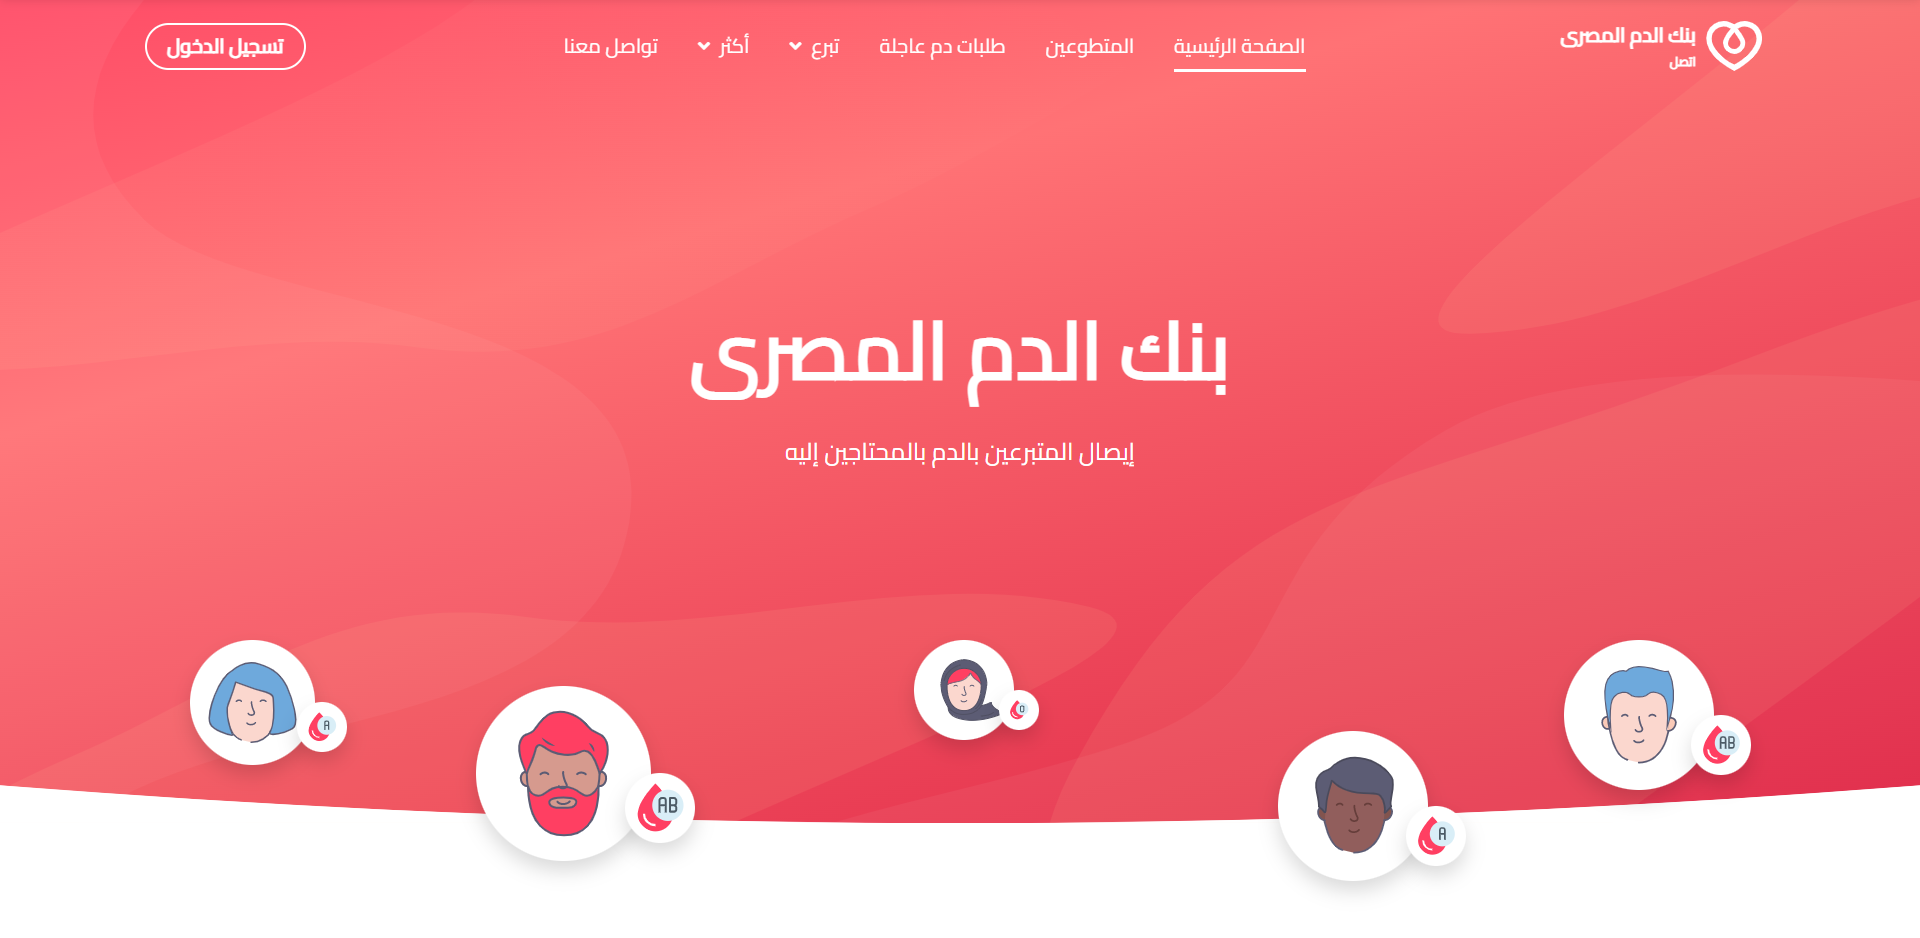 بنك الدم المصرى
اتصل
الصفحة الرئيسية
المتطوعين
طلبات دم عاجلة
تبرع
أكثر
تواصل معنا
تسجيل الدخول
بنك الدم المصرى
إيصال المتبرعين بالدم بالمحتاجين إليه
AB
O
A
AB
A